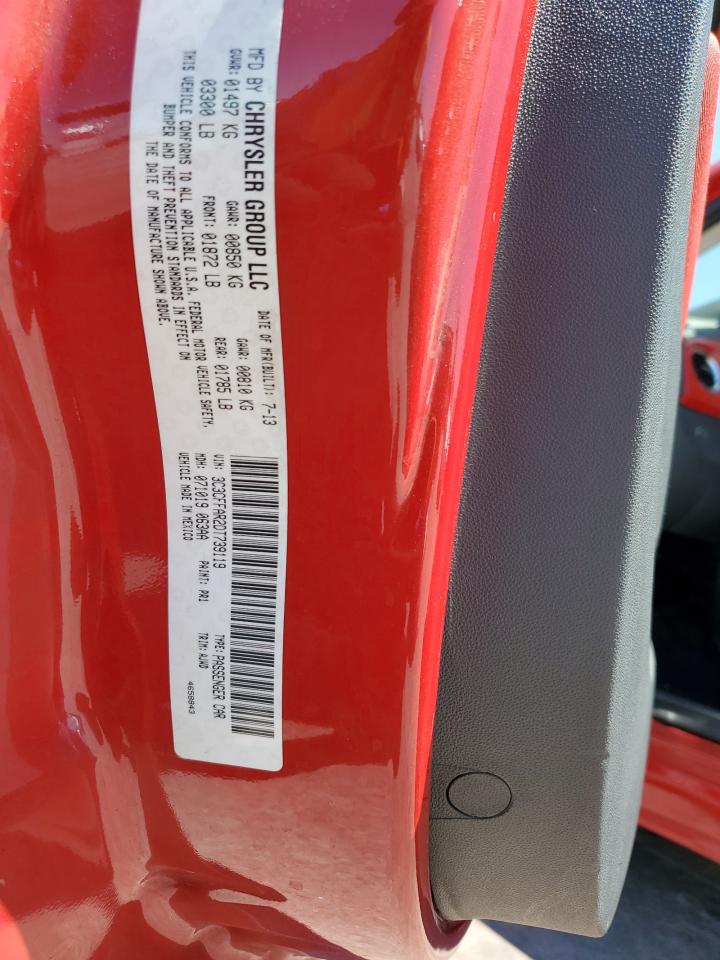 MFD BY CHRYSLER GROUP LLC DATE OF MFR(BUILT): 7-13
GVWR: 01497 KG GAWR: 00850 KG GAWR: 00810 KG
03300 LB FRONT: 01872 LB REAR: 01785 LB
THIS VEHICLE CONFORMS TO ALL APPLICABLE U.S.A. FEDERAL MOTOR VEHICLE SAFETY,
BUMPER AND THEFT PREVENTION STANDARDS IN EFFECT ON
THE DATE OF MANUFACTURE SHOWN ABOVE.
VIN: 3C3CFFAR2DT739119 TYPE: PASSENGER CAR
MDH: 071019 063AA PAINT: PR1 TRIM: AJWD
VEHICLE MADE IN MEXICO 4658843